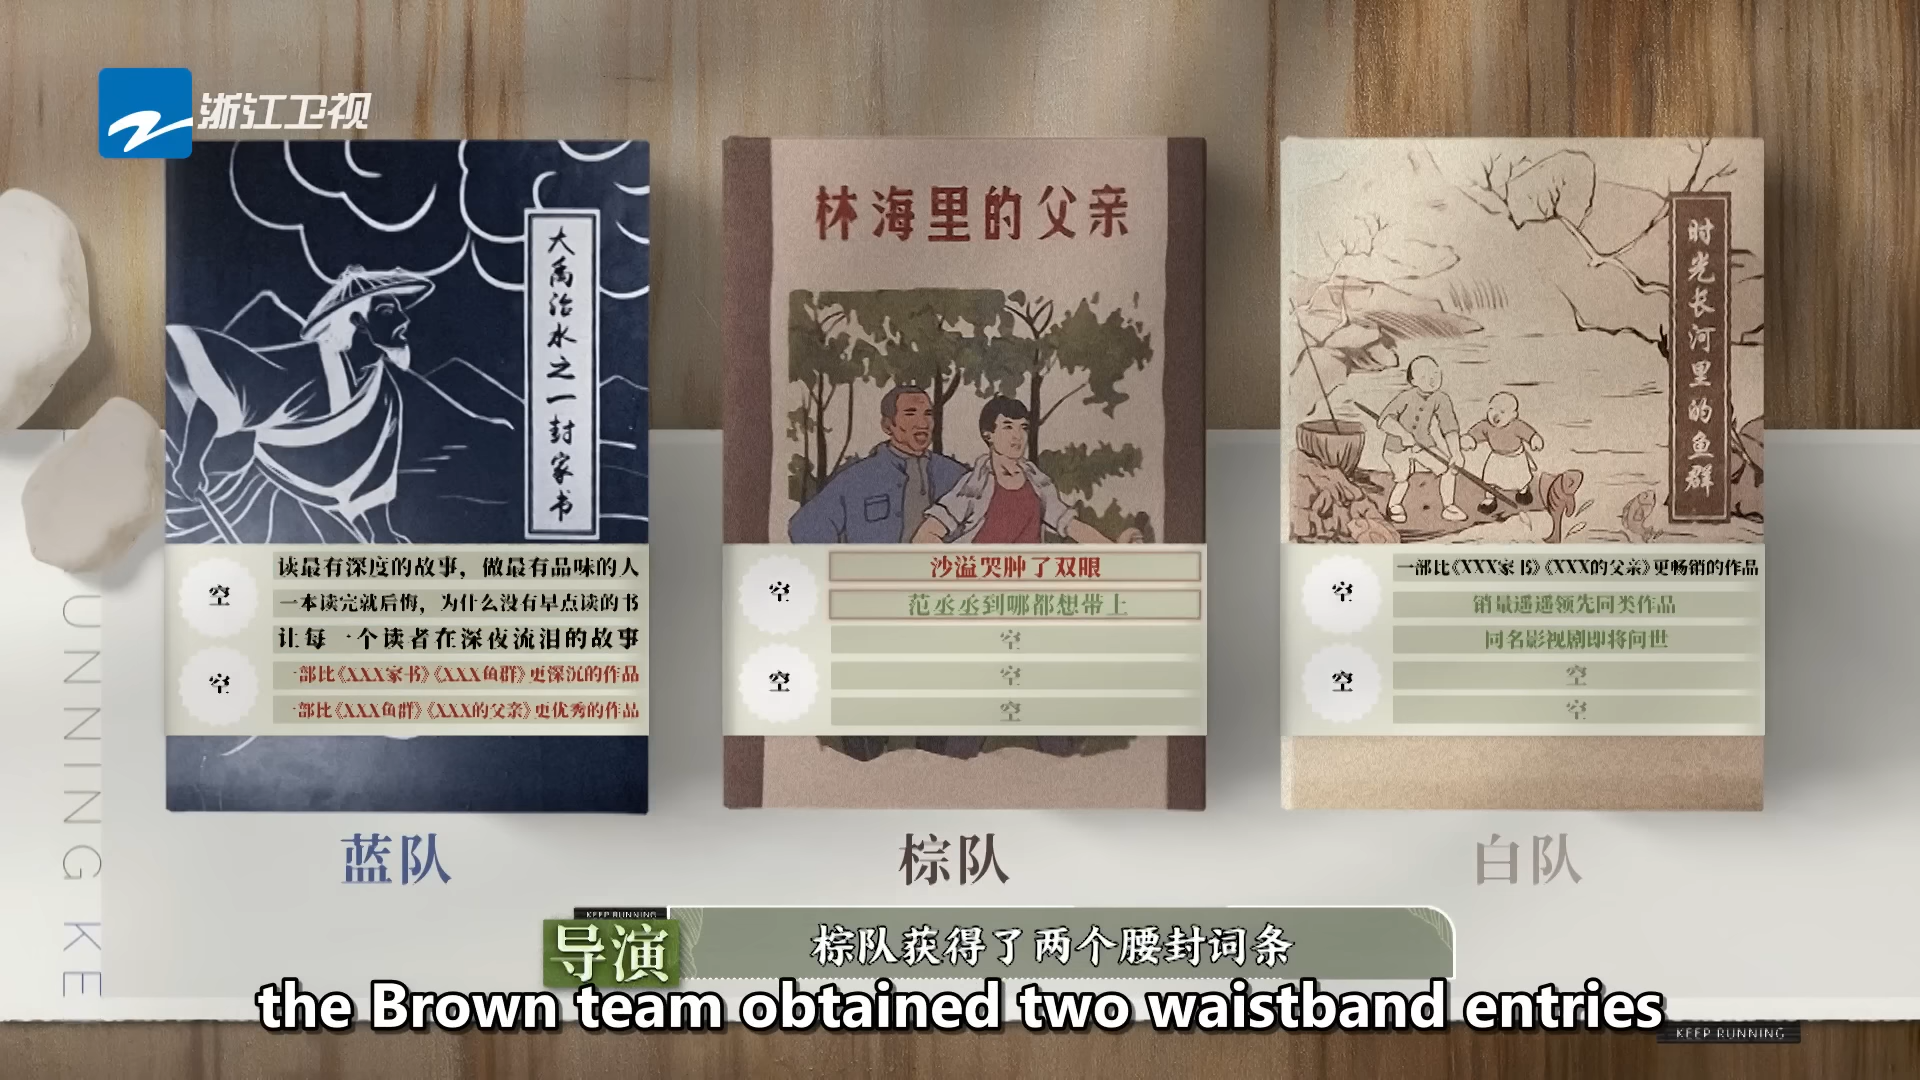 浙江卫视
大禹治水之一封家书
空
空
读最有深度的故事，做最有品味的人
一本读完就后悔，为什么没有早点读的书
让每一个读者在深夜流泪的故事
一部比《XXX家书》《XXX鱼群》更深沉的作品
一部比《XXX鱼群》《XXX的父亲》更优秀的作品
蓝队
林海里的父亲
空
空
沙溢哭肿了双眼
范丞丞到哪都想带上
空
空
空
棕队
时光长河里的鱼群
空
空
一部比《XXX家书》《XXX的父亲》更畅销的作品
销量遥遥领先同类作品
同名影视剧即将问世
空
空
白队
UNNING KE
KEEP RUNNING
导演
棕队获得了两个腰封词条
the Brown team obtained two waistband entries
KEEP RUNNING